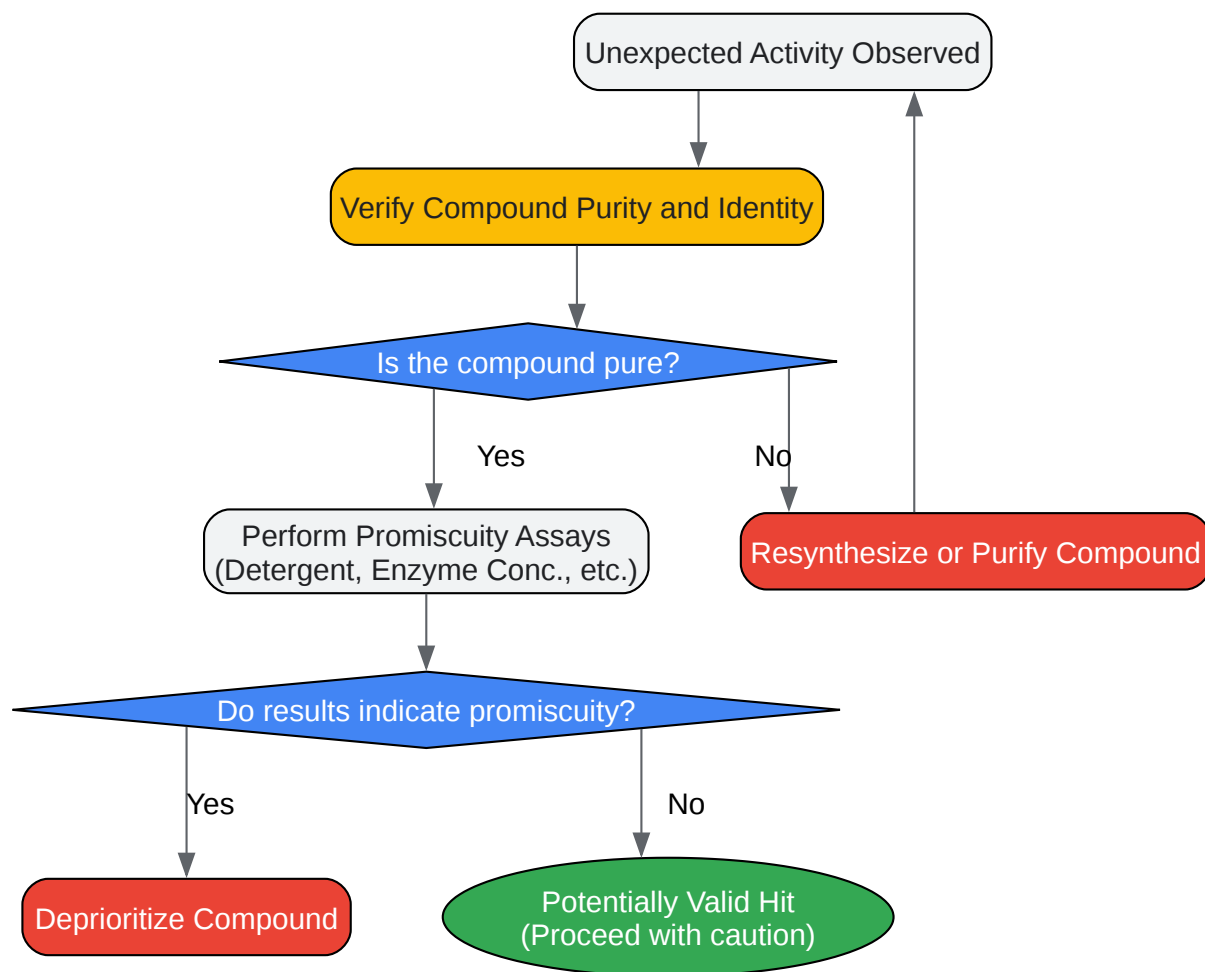 Unexpected Activity Observed
Verify Compound Purity and Identity
Is the compound pure?
Yes
No
Perform Promiscuity Assays
(Detergent, Enzyme Conc., etc.)
Resynthesize or Purify Compound
Do results indicate promiscuity?
Yes
No
Deprioritize Compound
Potentially Valid Hit
(Proceed with caution)